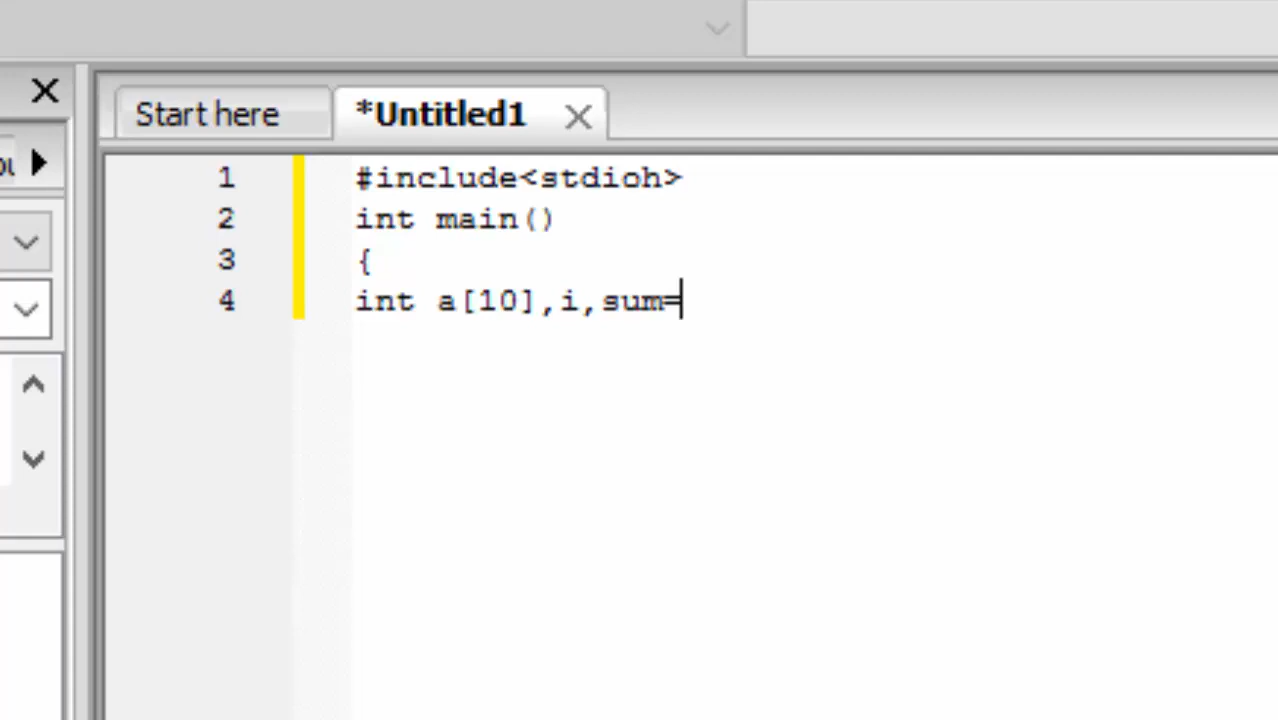 Start here
*Untitled1
1 #include<stdioh>
2 int main()
3 {
4 int a[10],i,sum=